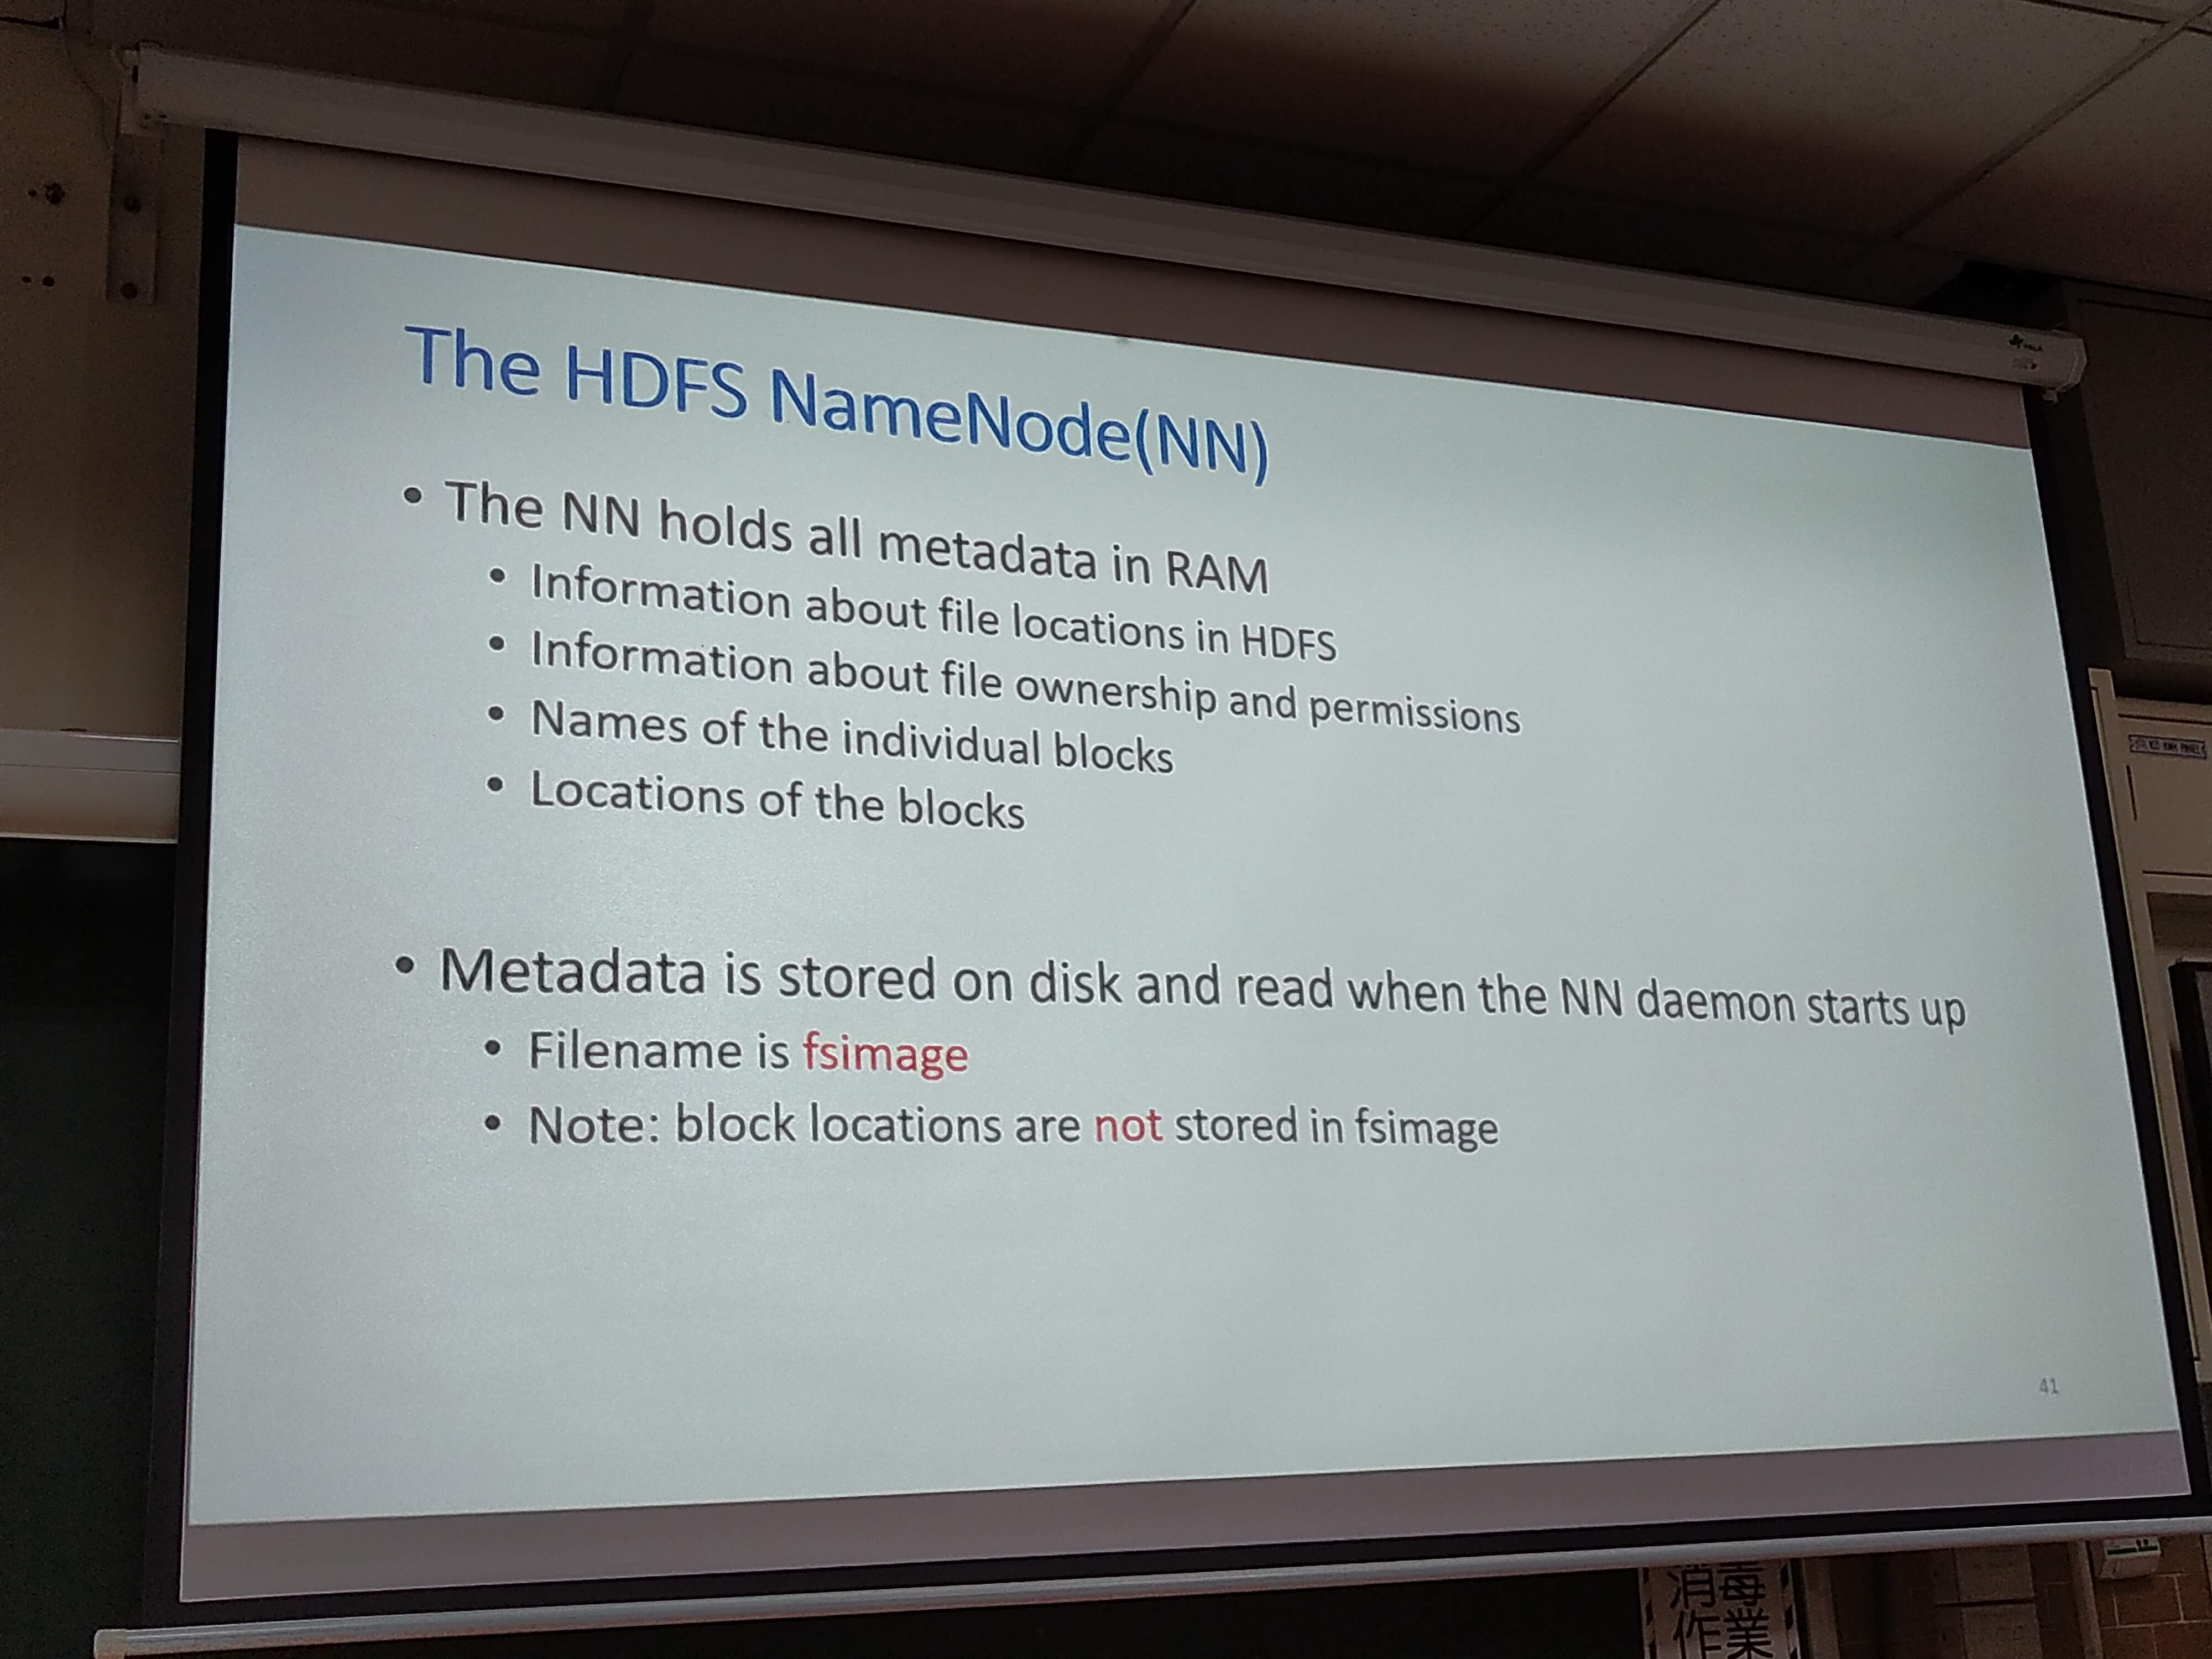 The HDFS NameNode(NN)
• The NN holds all metadata in RAM
• Information about file locations in HDFS
• Information about file ownership and permissions
• Names of the individual blocks
• Locations of the blocks
• Metadata is stored on disk and read when the NN daemon starts up
• Filename is fsimage
• Note: block locations are not stored in fsimage
41
消毒
作業